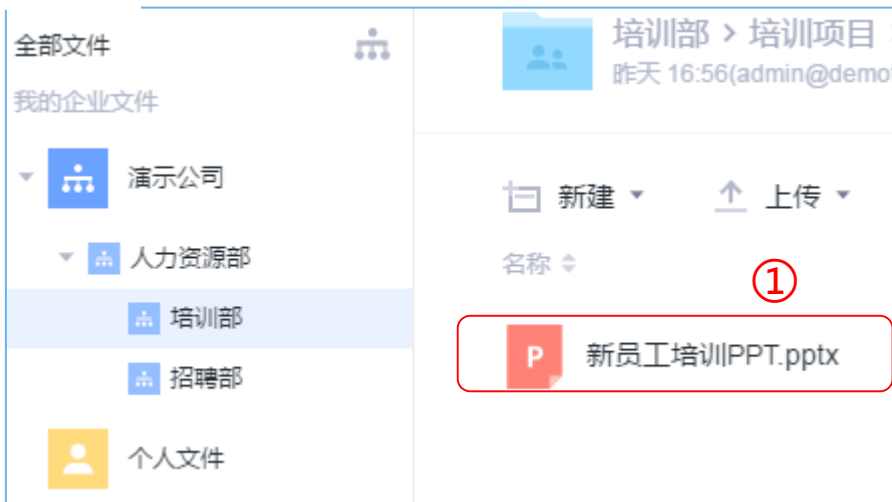 全部文件
我的企业文件
演示公司
人力资源部
培训部
招聘部
个人文件
培训部 > 培训项目
昨天 16:56(admin@demo
新建 上传
名称
①
P 新员工培训PPT.pptx